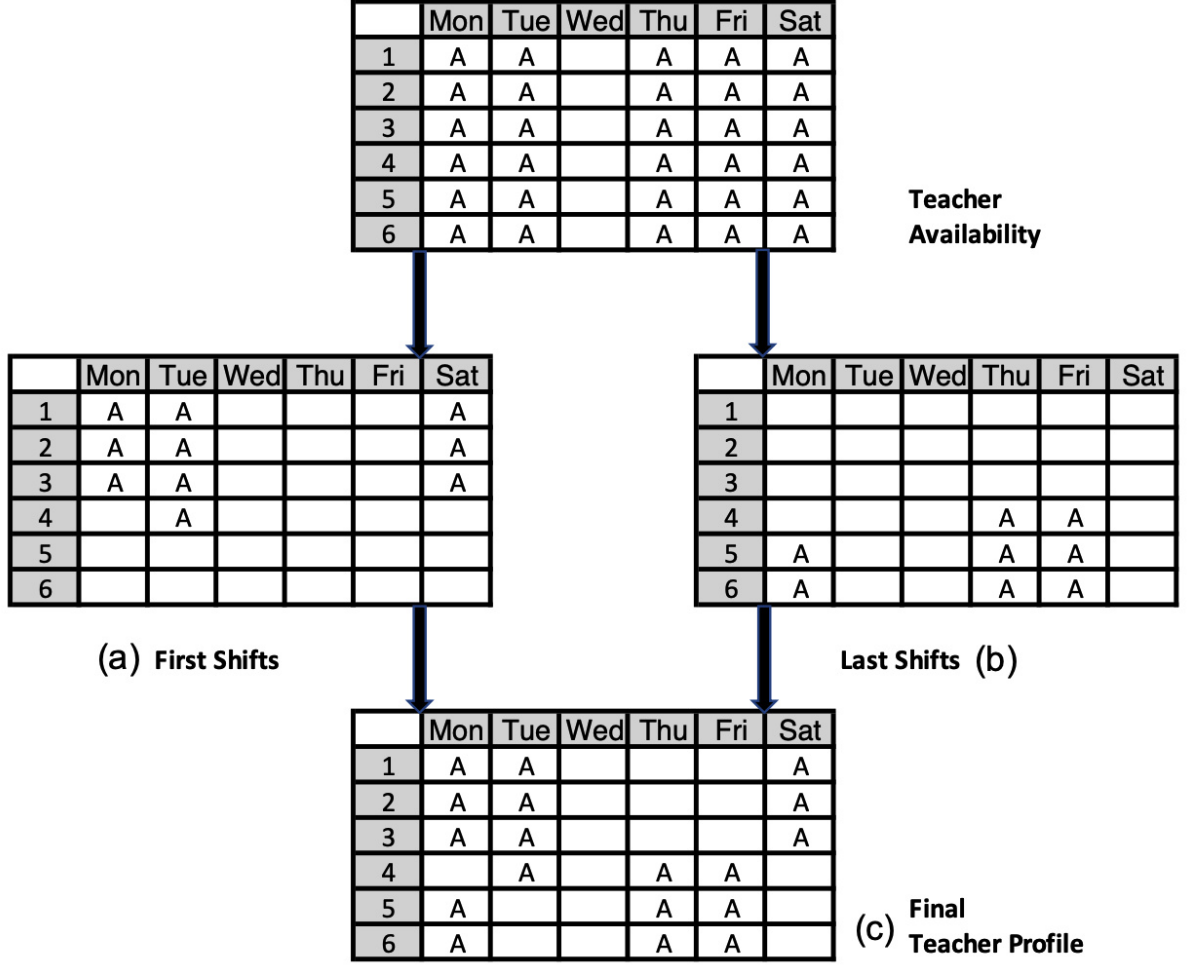 Mon Tue Wed Thu Fri Sat
1 A A A A A
2 A A A A A
3 A A A A A
4 A A A A A
5 A A A A A
6 A A A A A
Teacher
Availability
Mon Tue Wed Thu Fri Sat
1 A A A
2 A A A
3 A A A
4 A
5
6
(a) First Shifts
Mon Tue Wed Thu Fri Sat
1
2
3
4 A A
5 A A A
6 A A A
Last Shifts (b)
Mon Tue Wed Thu Fri Sat
1 A A A
2 A A A
3 A A A
4 A A A
5 A A A
6 A A A
(c) Final
Teacher Profile